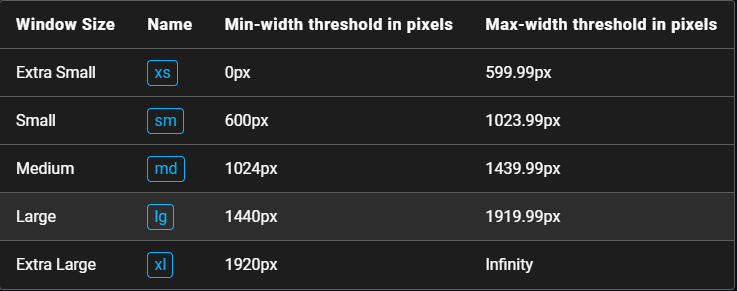 Window Size Name Min-width threshold in pixels Max-width threshold in pixels
Extra Small xs 0px 599.99px
Small sm 600px 1023.99px
Medium md 1024px 1439.99px
Large lg 1440px 1919.99px
Extra Large xl 1920px Infinity